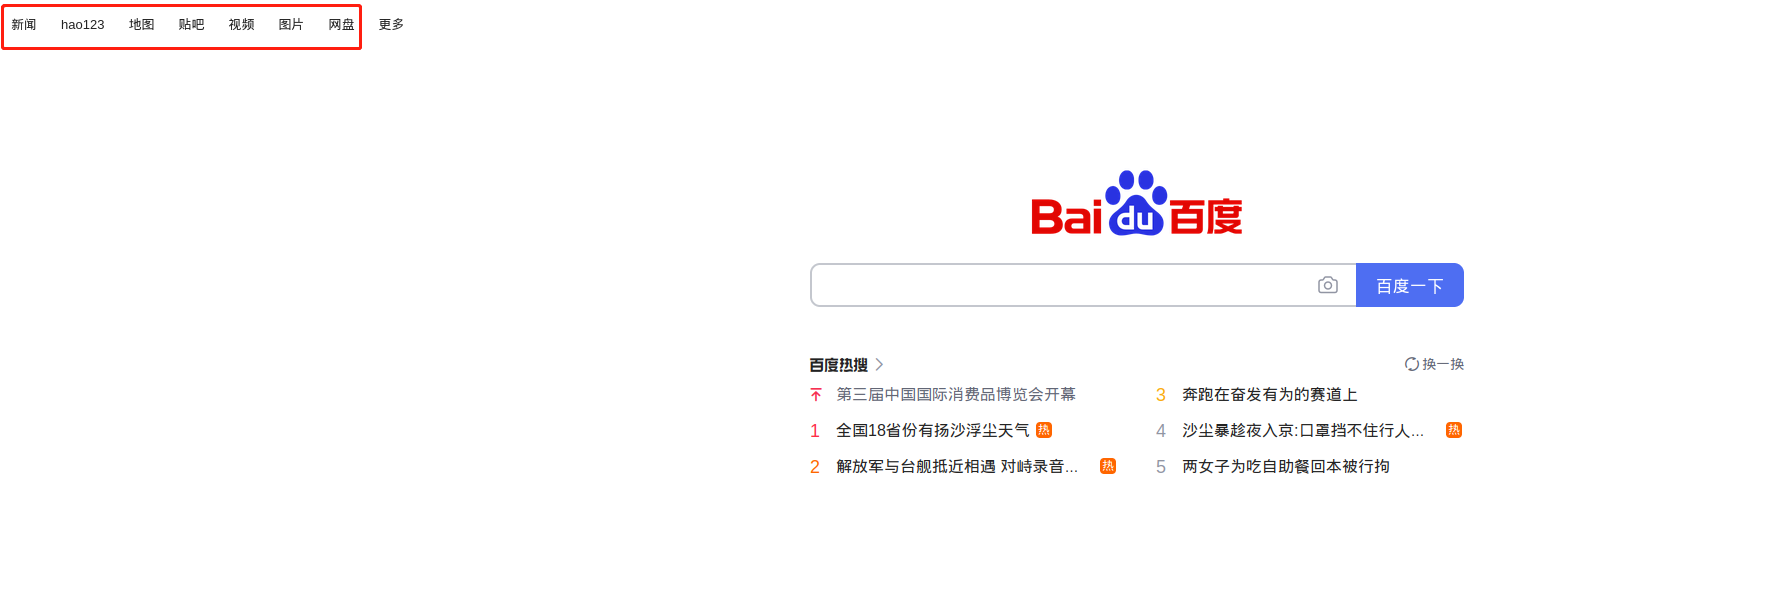 新闻 hao123 地图 贴吧 视频 图片 网盘 更多
Bai du 百度
百度一下
百度热搜 换一换
第三届中国国际消费品博览会开幕
1 全国18省份有扬沙浮尘天气 热
2 解放军与台舰抵近相遇 对峙录音... 热
3 奔跑在奋发有为的赛道上
4 沙尘暴趁夜入京:口罩挡不住行人... 热
5 两女子为吃自助餐回本被行拘